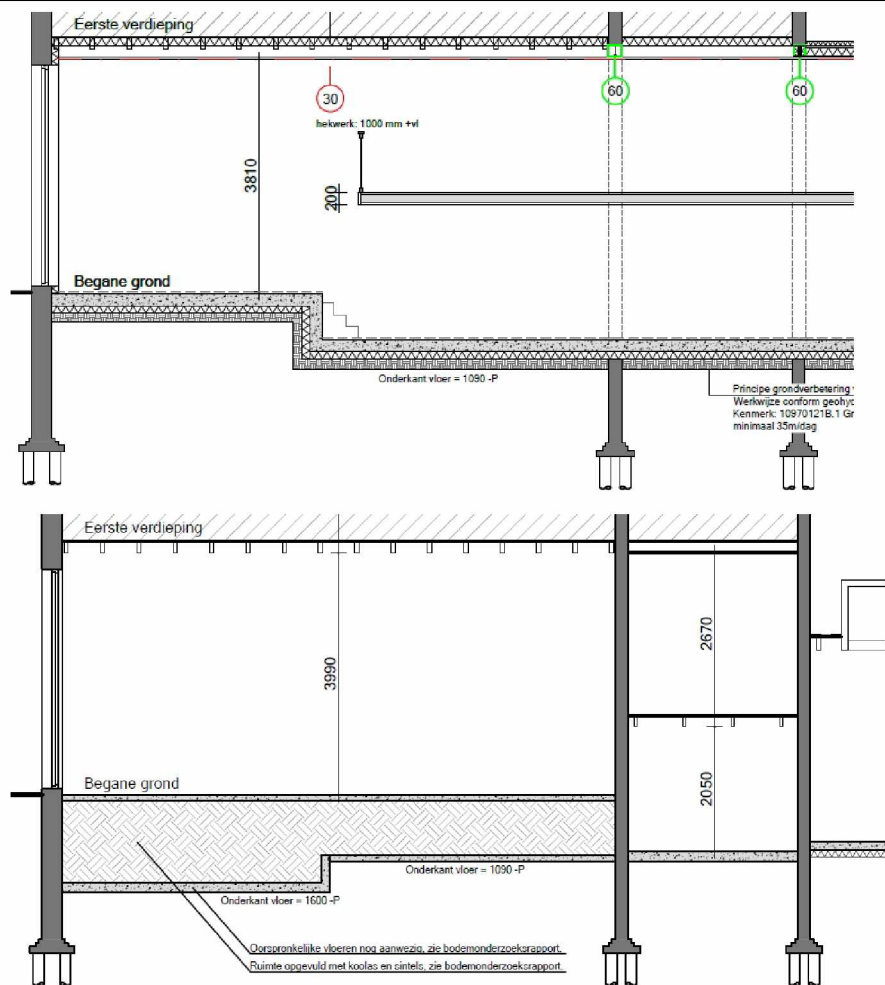 Eerste verdieping
30
60
60
hekwerk: 1000 mm +vl
3810
200
Begane grond
Onderkant vloer = 1090 -P
Principe grondverbetering
Werkwijze conform geohyd
Kenmerk: 10970121B.1 Gr
minimaal 35m/dag
Eerste verdieping
3990
2670
2050
Begane grond
Onderkant vloer = 1090 -P
Onderkant vloer = 1600 -P
Oorspronkelijke vloeren nog aanwezig, zie bodemonderzoeksrapport.
Ruimte opgevuld met koolas en sintels, zie bodemonderzoeksrapport.